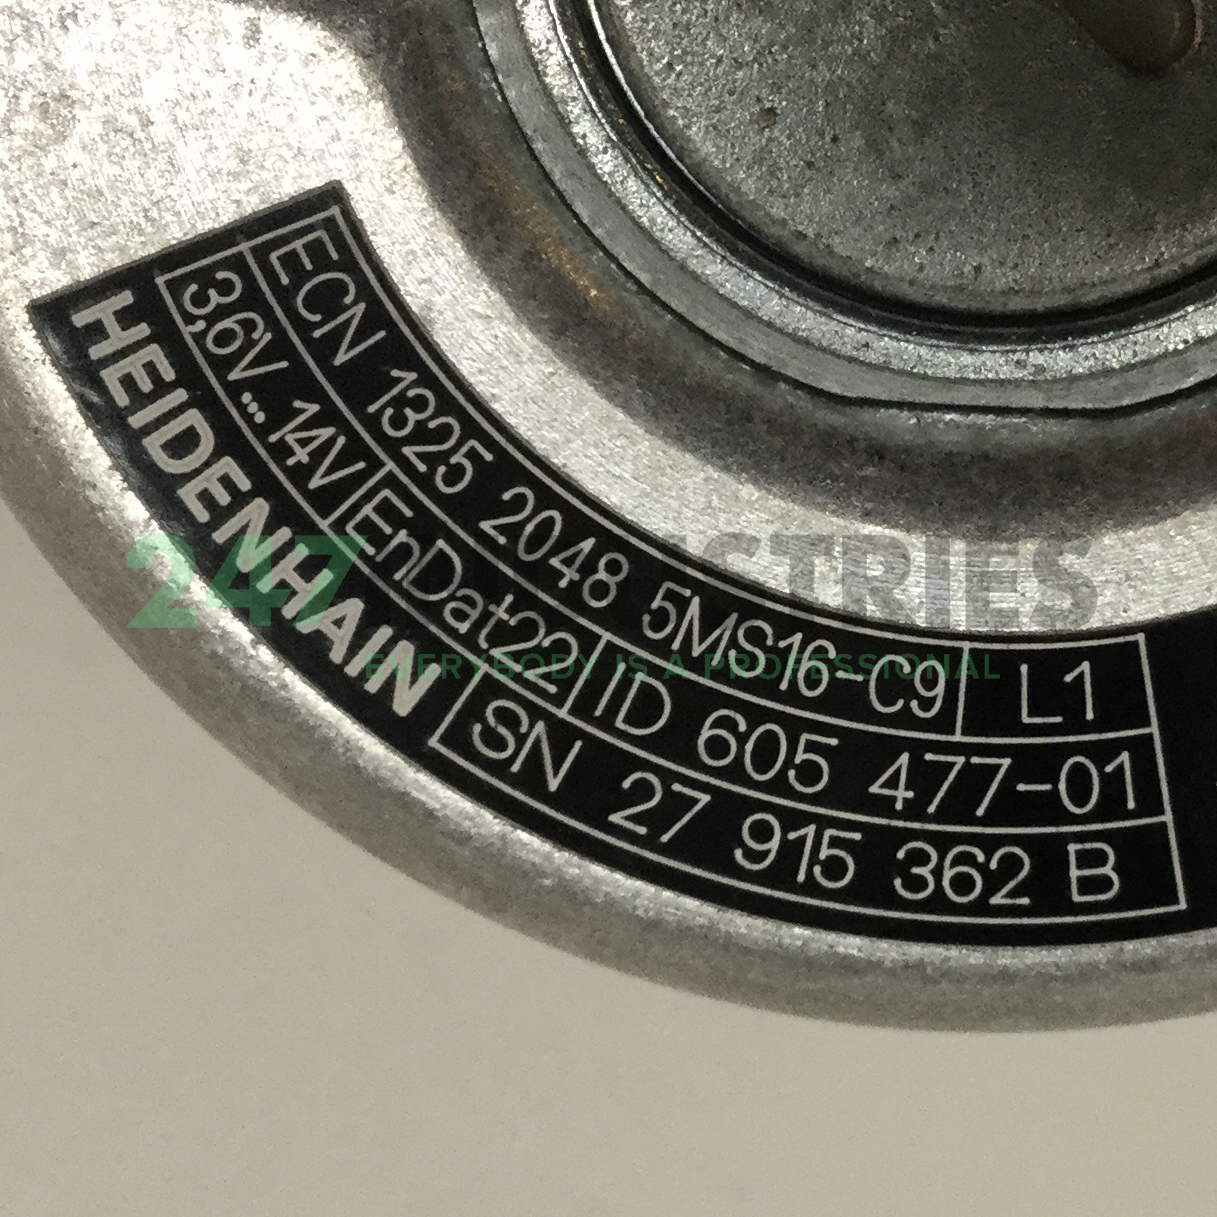 ECN 1325 2048 5MS16-C9 L1
3,6V...14V EnDat22 ID 605 477-01
HEIDENHAIN SN 27 915 362 B
247 INDUSTRIES
EVERYBODY IS A PROFESSIONAL